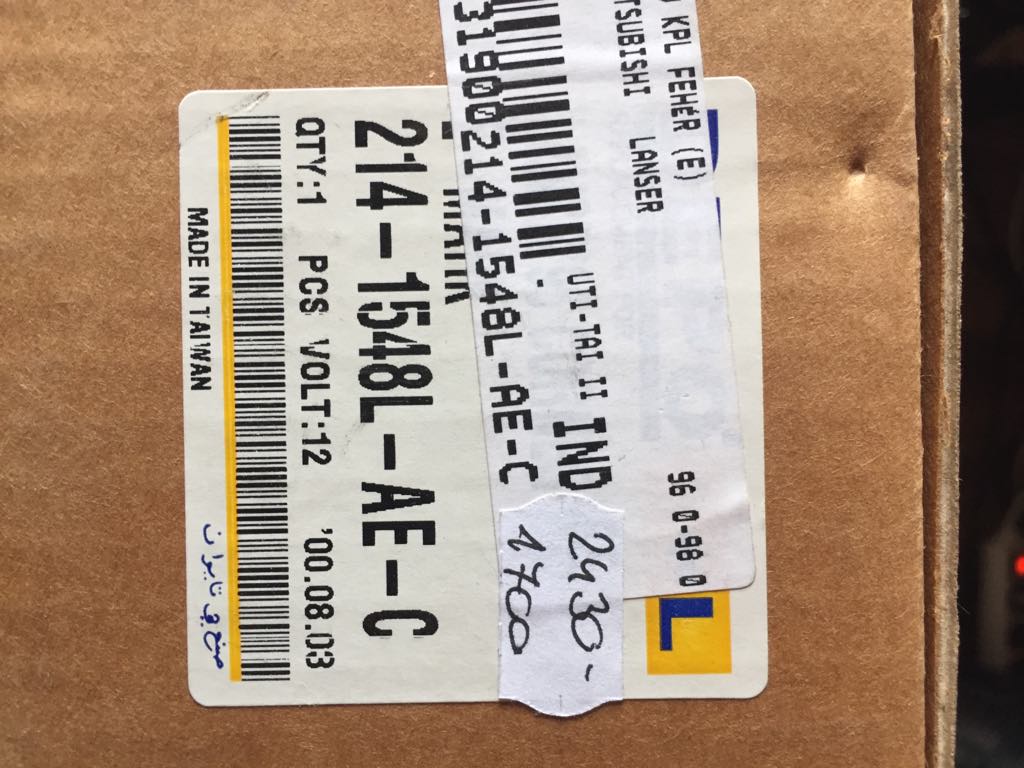 KPL FEHER (E)
TSUBISHI LANSER 96 0-98 0
L
UTI-TAI II IND
31900214-1548L-AE-C
2430-
1700
214-1548L-AE-C
QTY:1 PCS VOLT:12 '00.08.03
MADE IN TAIWAN صنع في تايوان